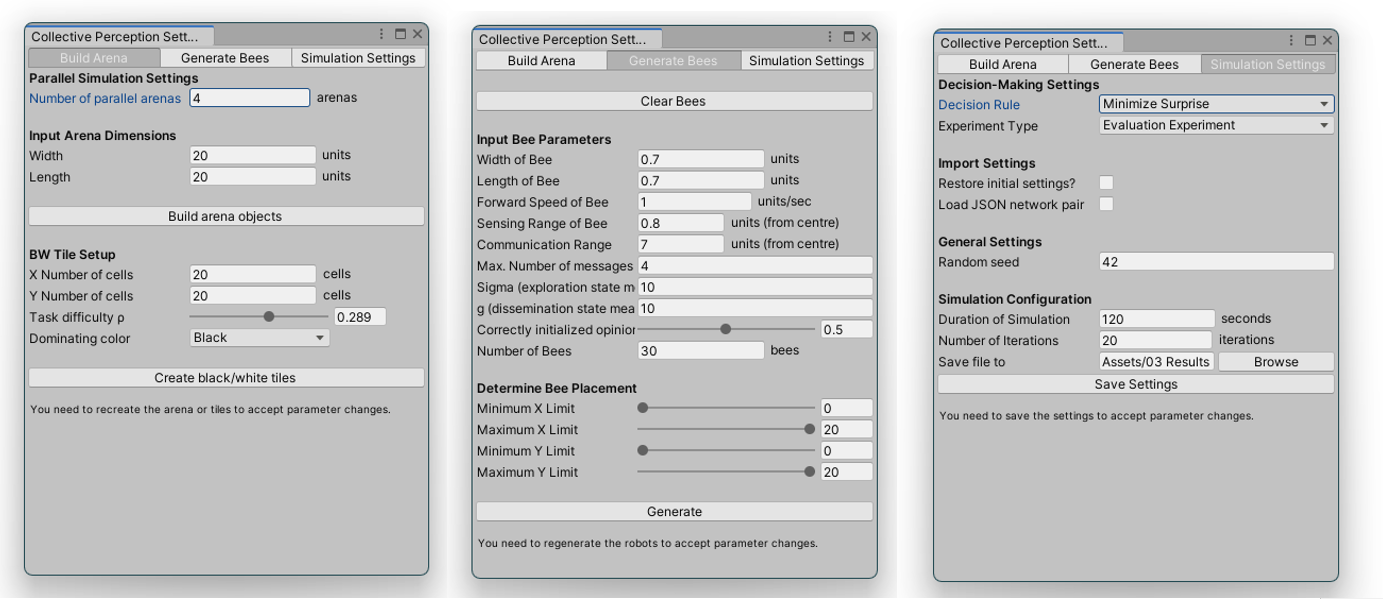 Collective Perception Sett...
Build Arena Generate Bees Simulation Settings
Parallel Simulation Settings
Number of parallel arenas 4 arenas
Input Arena Dimensions
Width 20 units
Length 20 units
Build arena objects
BW Tile Setup
X Number of cells 20 cells
Y Number of cells 20 cells
Task difficulty ρ 0.289
Dominating color Black
Create black/white tiles
You need to recreate the arena or tiles to accept parameter changes.
Collective Perception Sett...
Build Arena Generate Bees Simulation Settings
Clear Bees
Input Bee Parameters
Width of Bee 0.7 units
Length of Bee 0.7 units
Forward Speed of Bee 1 units/sec
Sensing Range of Bee 0.8 units (from centre)
Communication Range 7 units (from centre)
Max. Number of messages 4
Sigma (exploration state m 10
g (dissemination state mea 10
Correctly initialized opinior 0.5
Number of Bees 30 bees
Determine Bee Placement
Minimum X Limit 0
Maximum X Limit 20
Minimum Y Limit 0
Maximum Y Limit 20
Generate
You need to regenerate the robots to accept parameter changes.
Collective Perception Sett...
Build Arena Generate Bees Simulation Settings
Decision-Making Settings
Decision Rule Minimize Surprise
Experiment Type Evaluation Experiment
Import Settings
Restore initial settings?
Load JSON network pair
General Settings
Random seed 42
Simulation Configuration
Duration of Simulation 120 seconds
Number of Iterations 20 iterations
Save file to Assets/03 Results Browse
Save Settings
You need to save the settings to accept parameter changes.